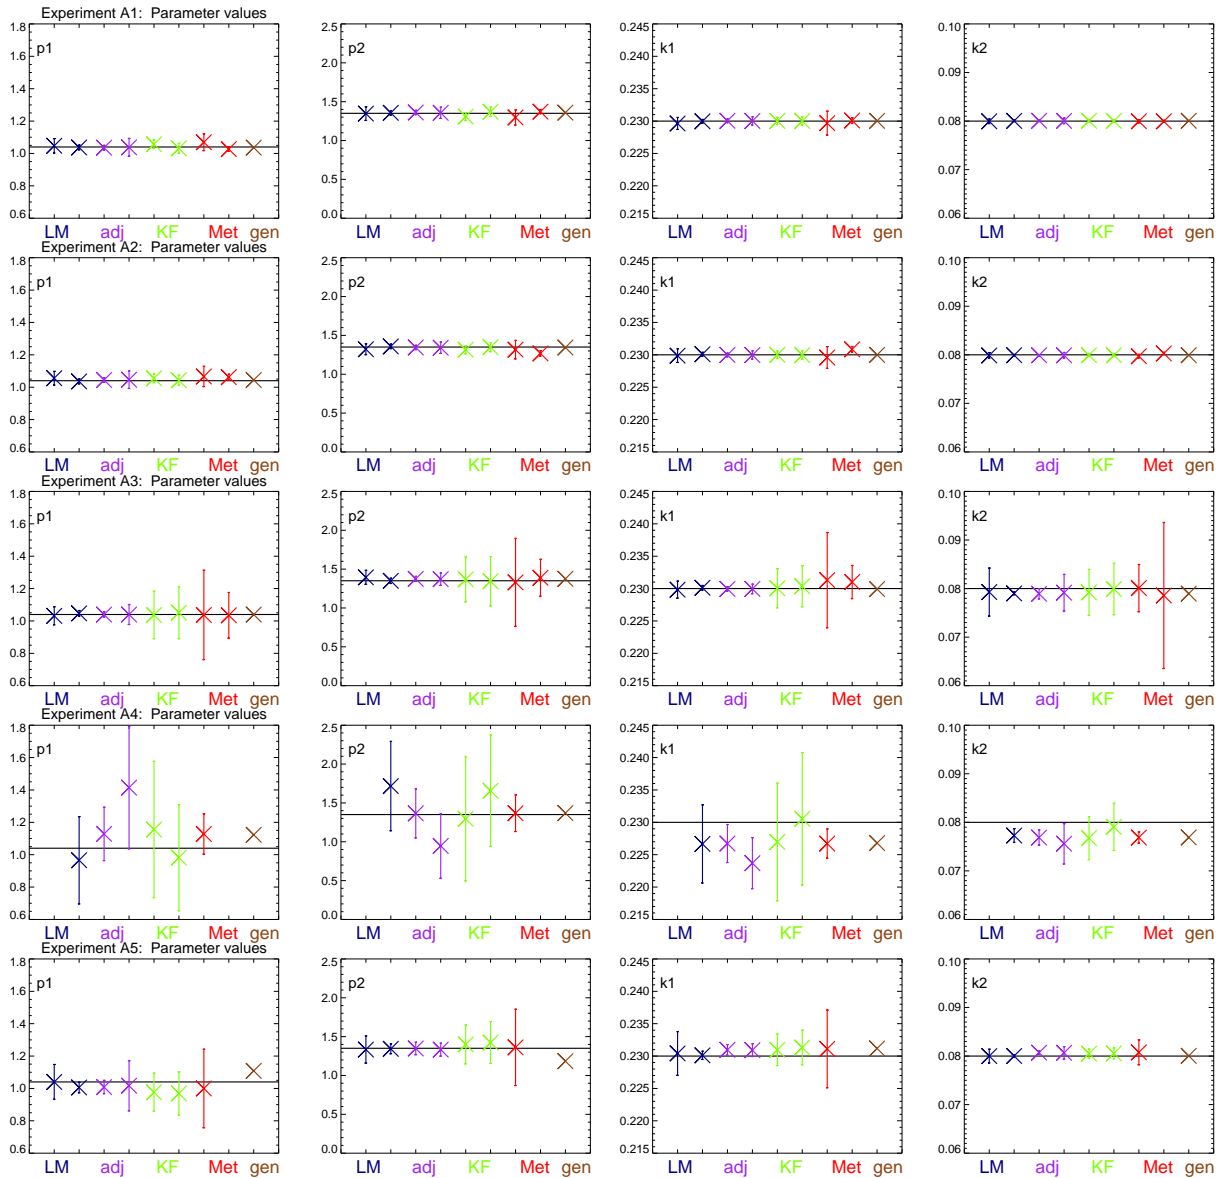 Experiment A1: Parameter values
p1
1.8
1.6
1.4
1.2
1.0
0.8
0.6
LM adj KF Met gen
p2
2.5
2.0
1.5
1.0
0.5
0.0
LM adj KF Met gen
k1
0.245
0.240
0.235
0.230
0.225
0.220
0.215
LM adj KF Met gen
k2
0.10
0.09
0.08
0.07
0.06
LM adj KF Met gen
Experiment A2: Parameter values
p1
1.8
1.6
1.4
1.2
1.0
0.8
0.6
LM adj KF Met gen
p2
2.5
2.0
1.5
1.0
0.5
0.0
LM adj KF Met gen
k1
0.245
0.240
0.235
0.230
0.225
0.220
0.215
LM adj KF Met gen
k2
0.10
0.09
0.08
0.07
0.06
LM adj KF Met gen
Experiment A3: Parameter values
p1
1.8
1.6
1.4
1.2
1.0
0.8
0.6
LM adj KF Met gen
p2
2.5
2.0
1.5
1.0
0.5
0.0
LM adj KF Met gen
k1
0.245
0.240
0.235
0.230
0.225
0.220
0.215
LM adj KF Met gen
k2
0.10
0.09
0.08
0.07
0.06
LM adj KF Met gen
Experiment A4: Parameter values
p1
1.8
1.6
1.4
1.2
1.0
0.8
0.6
LM adj KF Met gen
p2
2.5
2.0
1.5
1.0
0.5
0.0
LM adj KF Met gen
k1
0.245
0.240
0.235
0.230
0.225
0.220
0.215
LM adj KF Met gen
k2
0.10
0.09
0.08
0.07
0.06
LM adj KF Met gen
Experiment A5: Parameter values
p1
1.8
1.6
1.4
1.2
1.0
0.8
0.6
LM adj KF Met gen
p2
2.5
2.0
1.5
1.0
0.5
0.0
LM adj KF Met gen
k1
0.245
0.240
0.235
0.230
0.225
0.220
0.215
LM adj KF Met gen
k2
0.10
0.09
0.08
0.07
0.06
LM adj KF Met gen